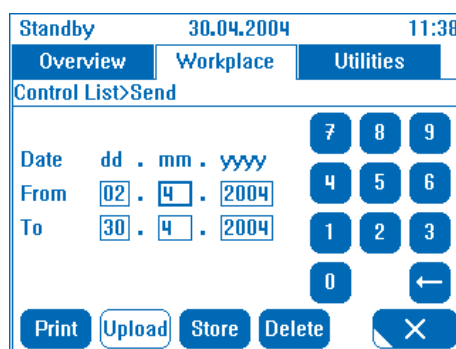 Standby 30.04.2004 11:38
Overview Workplace Utilities
Control List>Send
7 8 9
Date dd . mm . yyyy
4 5 6
From 02 . 4 . 2004
To 30 . 4 . 2004
1 2 3
0 ←
Print Upload Store Delete ×